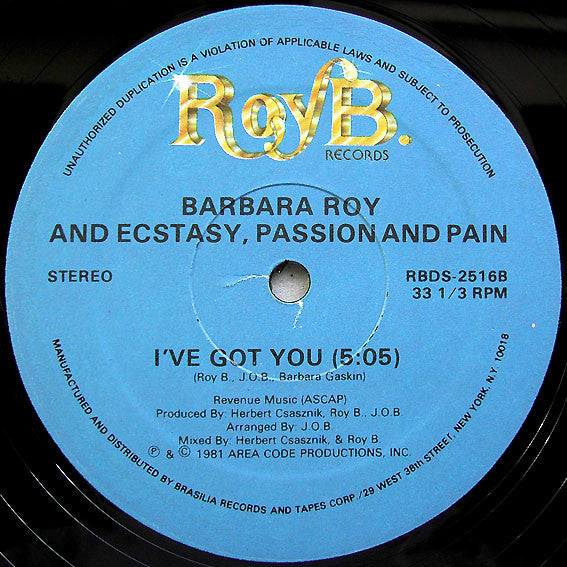 UNAUTHORIZED DUPLICATION IS A VIOLATION OF APPLICABLE LAWS AND SUBJECT TO PROSECUTION
Roy B.
RECORDS
BARBARA ROY
AND ECSTASY, PASSION AND PAIN
STEREO
RBDS-2516B
33 1/3 RPM
I'VE GOT YOU (5:05)
(Roy B., J.O.B., Barbara Gaskin)
Revenue Music (ASCAP)
Produced By: Herbert Csasznik, Roy B., J.O.B.
Arranged By: J.O.B.
Mixed By: Herbert Csasznik, & Roy B.
℗ & © 1981 AREA CODE PRODUCTIONS, INC.
MANUFACTURED AND DISTRIBUTED BY BRASILIA RECORDS AND TAPES CORP./29 WEST 38th STREET, NEW YORK, N.Y. 10018